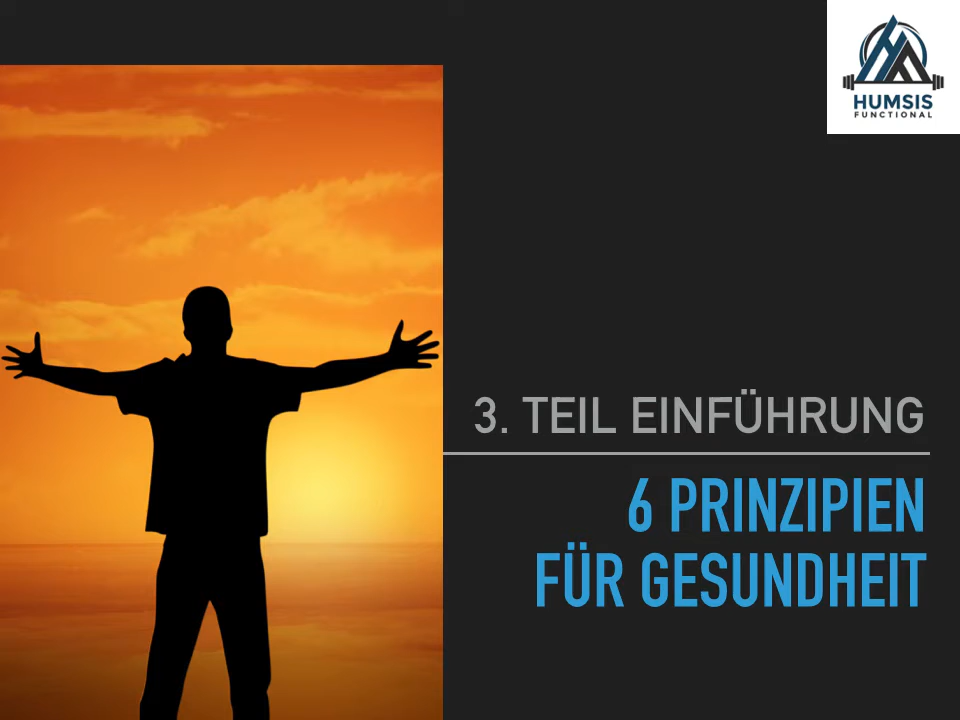 HUMSIS
FUNCTIONAL
3. TEIL EINFÜHRUNG
6 PRINZIPIEN
FÜR GESUNDHEIT